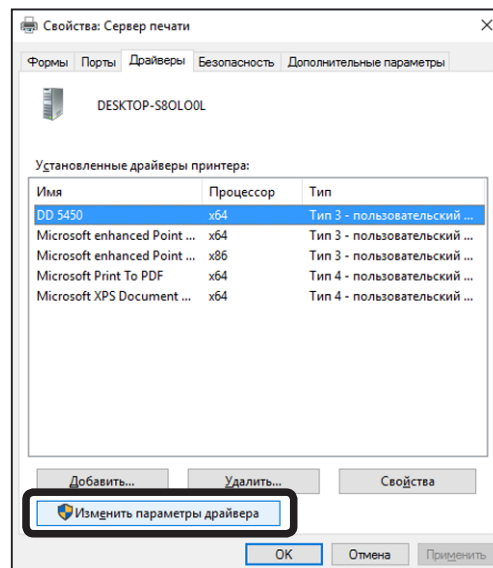 Свойства: Сервер печати
Формы Порты Драйверы Безопасность Дополнительные параметры
DESKTOP-S8OLO0L
Установленные драйверы принтера:
Имя Процессор Тип
DD 5450 x64 Тип 3 - пользовательский ...
Microsoft enhanced Point ... x64 Тип 3 - пользовательский ...
Microsoft enhanced Point ... x86 Тип 3 - пользовательский ...
Microsoft Print To PDF x64 Тип 4 - пользовательский ...
Microsoft XPS Document ... x64 Тип 4 - пользовательский ...
Добавить... Удалить... Свойства
Изменить параметры драйвера
OK Отмена Применить